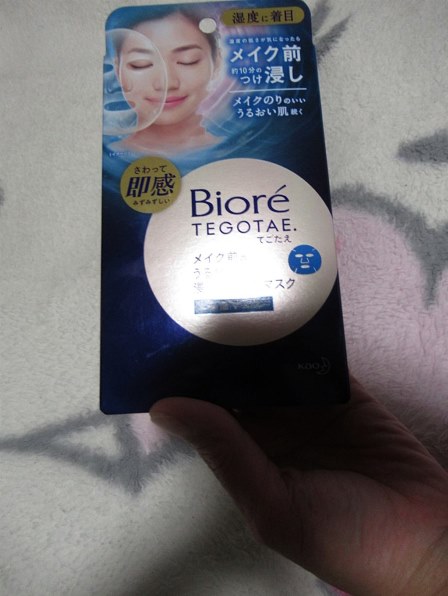 湿度に着目
メイク前
約10分の
つけ浸し
メイクのりのいい
うるおい肌続く
さわって
即感
みずみずしい
Bioré
TEGOTAE.
てごたえ
メイク前
うる
マスク
Kao